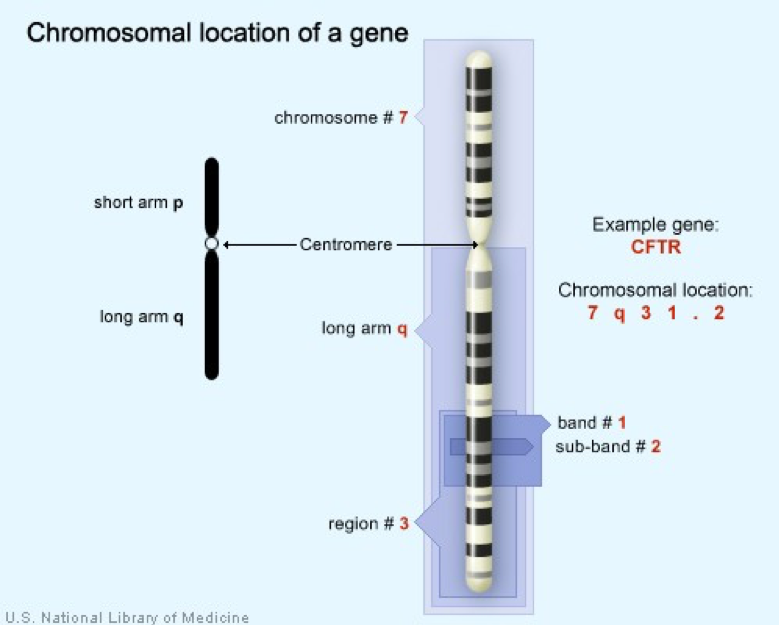 Chromosomal location of a gene
chromosome # 7
short arm p
Centromere
long arm q
long arm q
Example gene:
CFTR
Chromosomal location:
7 q 3 1 . 2
band # 1
sub-band # 2
region # 3
U.S. National Library of Medicine